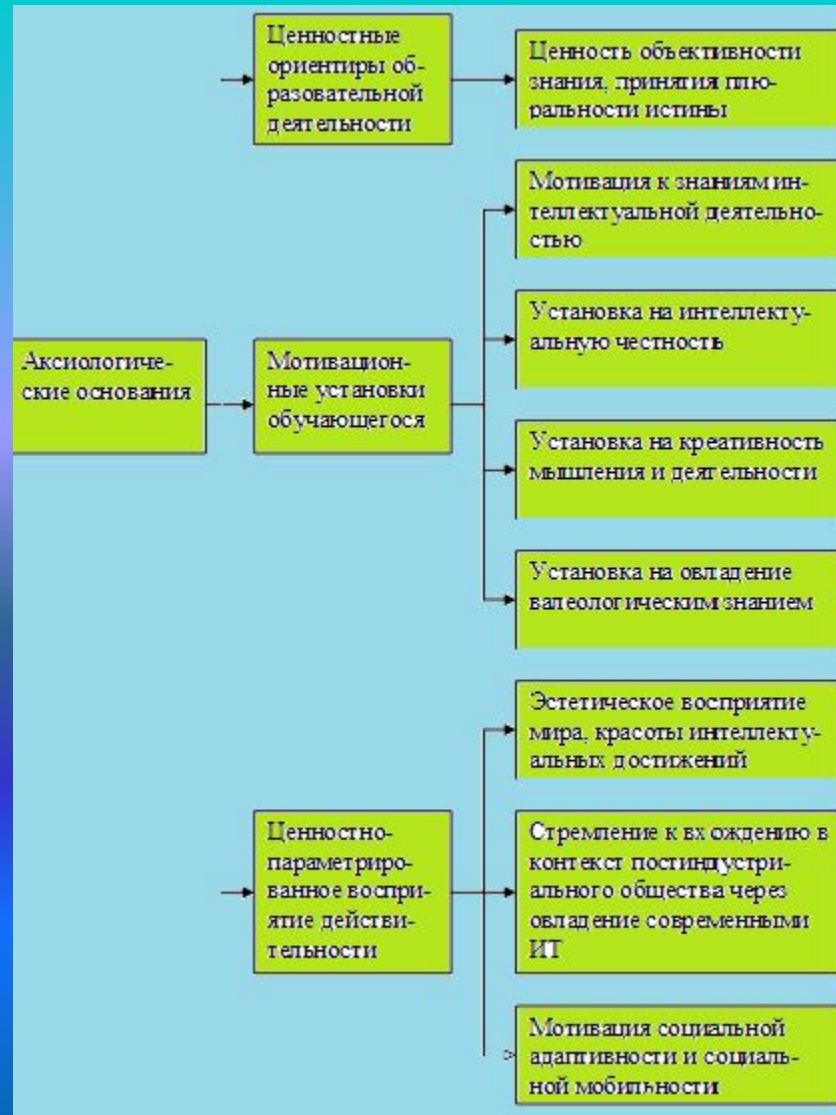 Ценностные
ориентиры об-
разовательной
деятельности
Ценность объективности
знания, принятия плю-
ральности истины
Мотивация к знаниям ин-
теллектуальной деятельно-
стью
Установка на интеллекту-
альную честность
Аксиологиче-
ские основания
Мотивацион-
ные установки
обучающегося
Установка на креативность
мышления и деятельности
Установка на овладение
валеологическим знанием
Эстетическое восприятие
мира, красоты интеллекту-
альных достижений
Ценностно-
параметриро-
ванное воспри-
ятие действи-
тельности
Стремление к вх ождению в
контекст постиндустри-
ального общества через
овладение современными
ИТ
Мотивация социальной
адаптивности и социаль-
ной мобильности